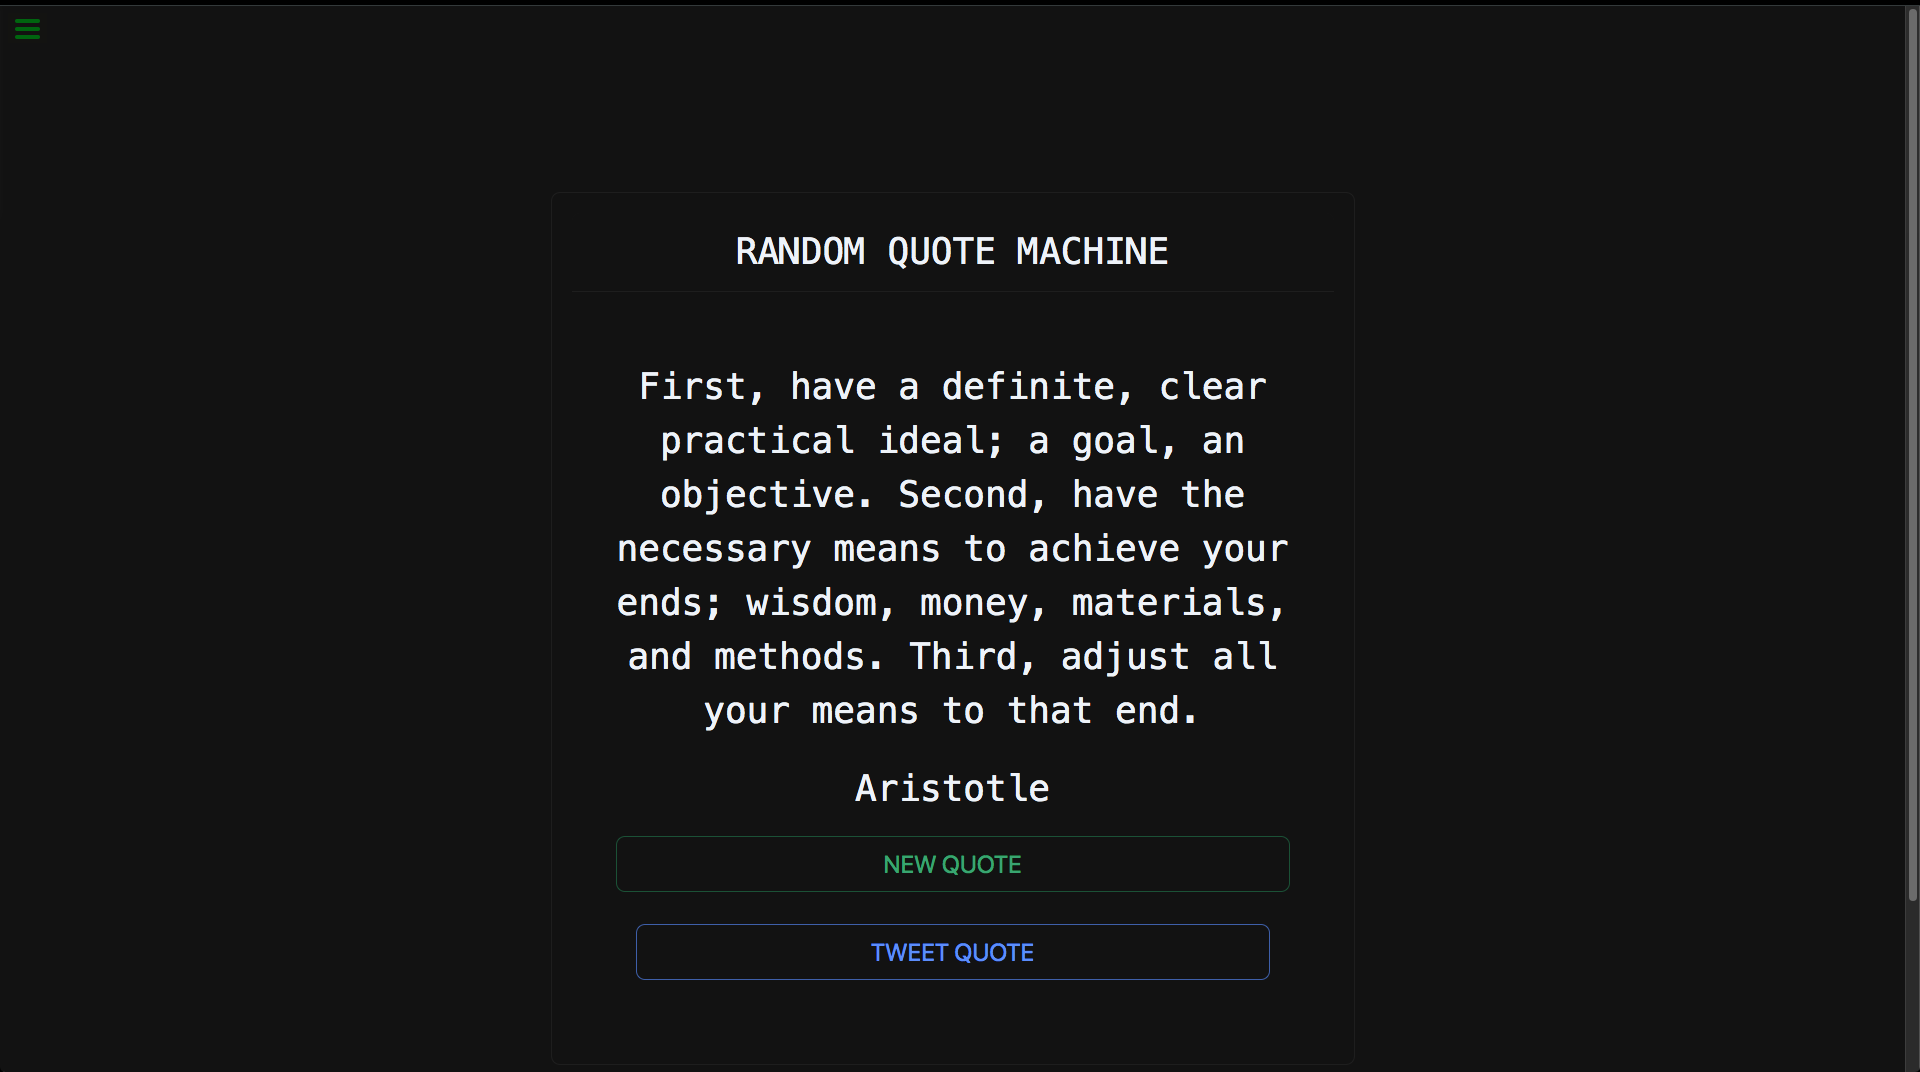 RANDOM QUOTE MACHINE
First, have a definite, clear
practical ideal; a goal, an
objective. Second, have the
necessary means to achieve your
ends; wisdom, money, materials,
and methods. Third, adjust all
your means to that end.
Aristotle
NEW QUOTE
TWEET QUOTE